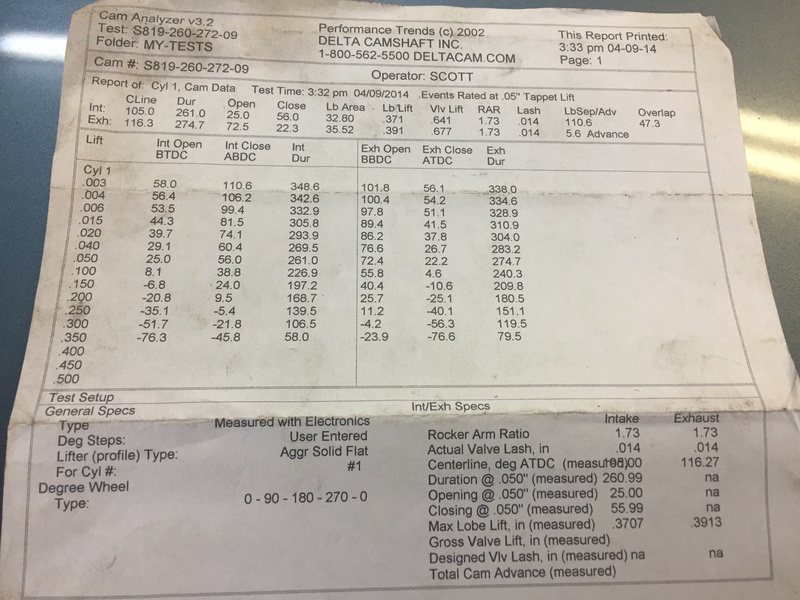 Cam Analyzer v3.2 Performance Trends (c) 2002 This Report Printed:
Test: S819-260-272-09 DELTA CAMSHAFT INC. 3:33 pm 04-09-14
Folder: MY-TESTS 1-800-562-5500 DELTACAM.COM Page: 1
Cam #: S819-260-272-09 Operator: SCOTT
Report of: Cyl 1, Cam Data Test Time: 3:32 pm 04/09/2014 .Events Rated at .05" Tappet Lift
CLine Dur Open Close Lb Area Lb Lift Vlv Lift RAR Lash LbSep/Adv Overlap
Int: 105.0 261.0 25.0 56.0 32.80 .371 .641 1.73 .014 110.6 47.3
Exh: 116.3 274.7 72.5 22.3 35.52 .391 .677 1.73 .014 5.6 Advance
Lift Int Open Int Close Int Exh Open Exh Close Exh
BTDC ABDC Dur BBDC ATDC Dur
Cyl 1
.003 58.0 110.6 348.6 101.8 56.1 338.0
.004 56.4 106.2 342.6 100.4 54.2 334.6
.006 53.5 99.4 332.9 97.8 51.1 328.9
.015 44.3 81.5 305.8 89.4 41.5 310.9
.020 39.7 74.1 293.9 86.2 37.8 304.0
.040 29.1 60.4 269.5 76.6 26.7 283.2
.050 25.0 56.0 261.0 72.4 22.2 274.7
.100 8.1 38.8 226.9 55.8 4.6 240.3
.150 -6.8 24.0 197.2 40.4 -10.6 209.8
.200 -20.8 9.5 168.7 25.7 -25.1 180.5
.250 -35.1 -5.4 139.5 11.2 -40.1 151.1
.300 -51.7 -21.8 106.5 -4.2 -56.3 119.5
.350 -76.3 -45.8 58.0 -23.9 -76.6 79.5
.400
.450
.500
Test Setup
General Specs Int/Exh Specs
Intake Exhaust
Type Measured with Electronics Rocker Arm Ratio 1.73 1.73
Deg Steps: User Entered Actual Valve Lash, in .014 .014
Lifter (profile) Type: Aggr Solid Flat Centerline, deg ATDC (measured) 116.27
For Cyl #: #1 Duration @ .050" (measured) 260.99 na
Degree Wheel Opening @ .050" (measured) 25.00 na
Type: 0 - 90 - 180 - 270 - 0 Closing @ .050" (measured) 55.99 na
Max Lobe Lift, in (measured) .3707 .3913
Gross Valve Lift, in (measured)
Designed Vlv Lash, in (measured) na na
Total Cam Advance (measured)